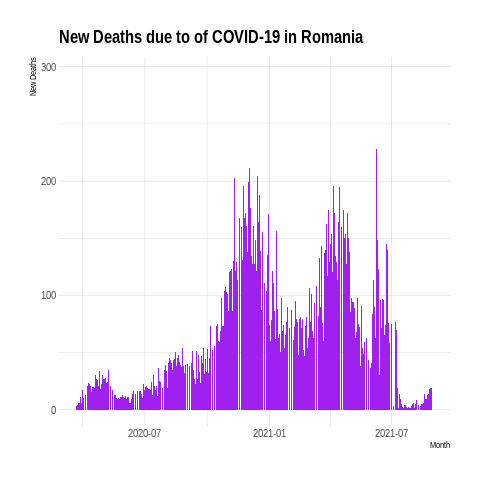 New Deaths due to of COVID-19 in Romania
New Deaths
300
200
100
0
2020-07
2021-01
2021-07
Month